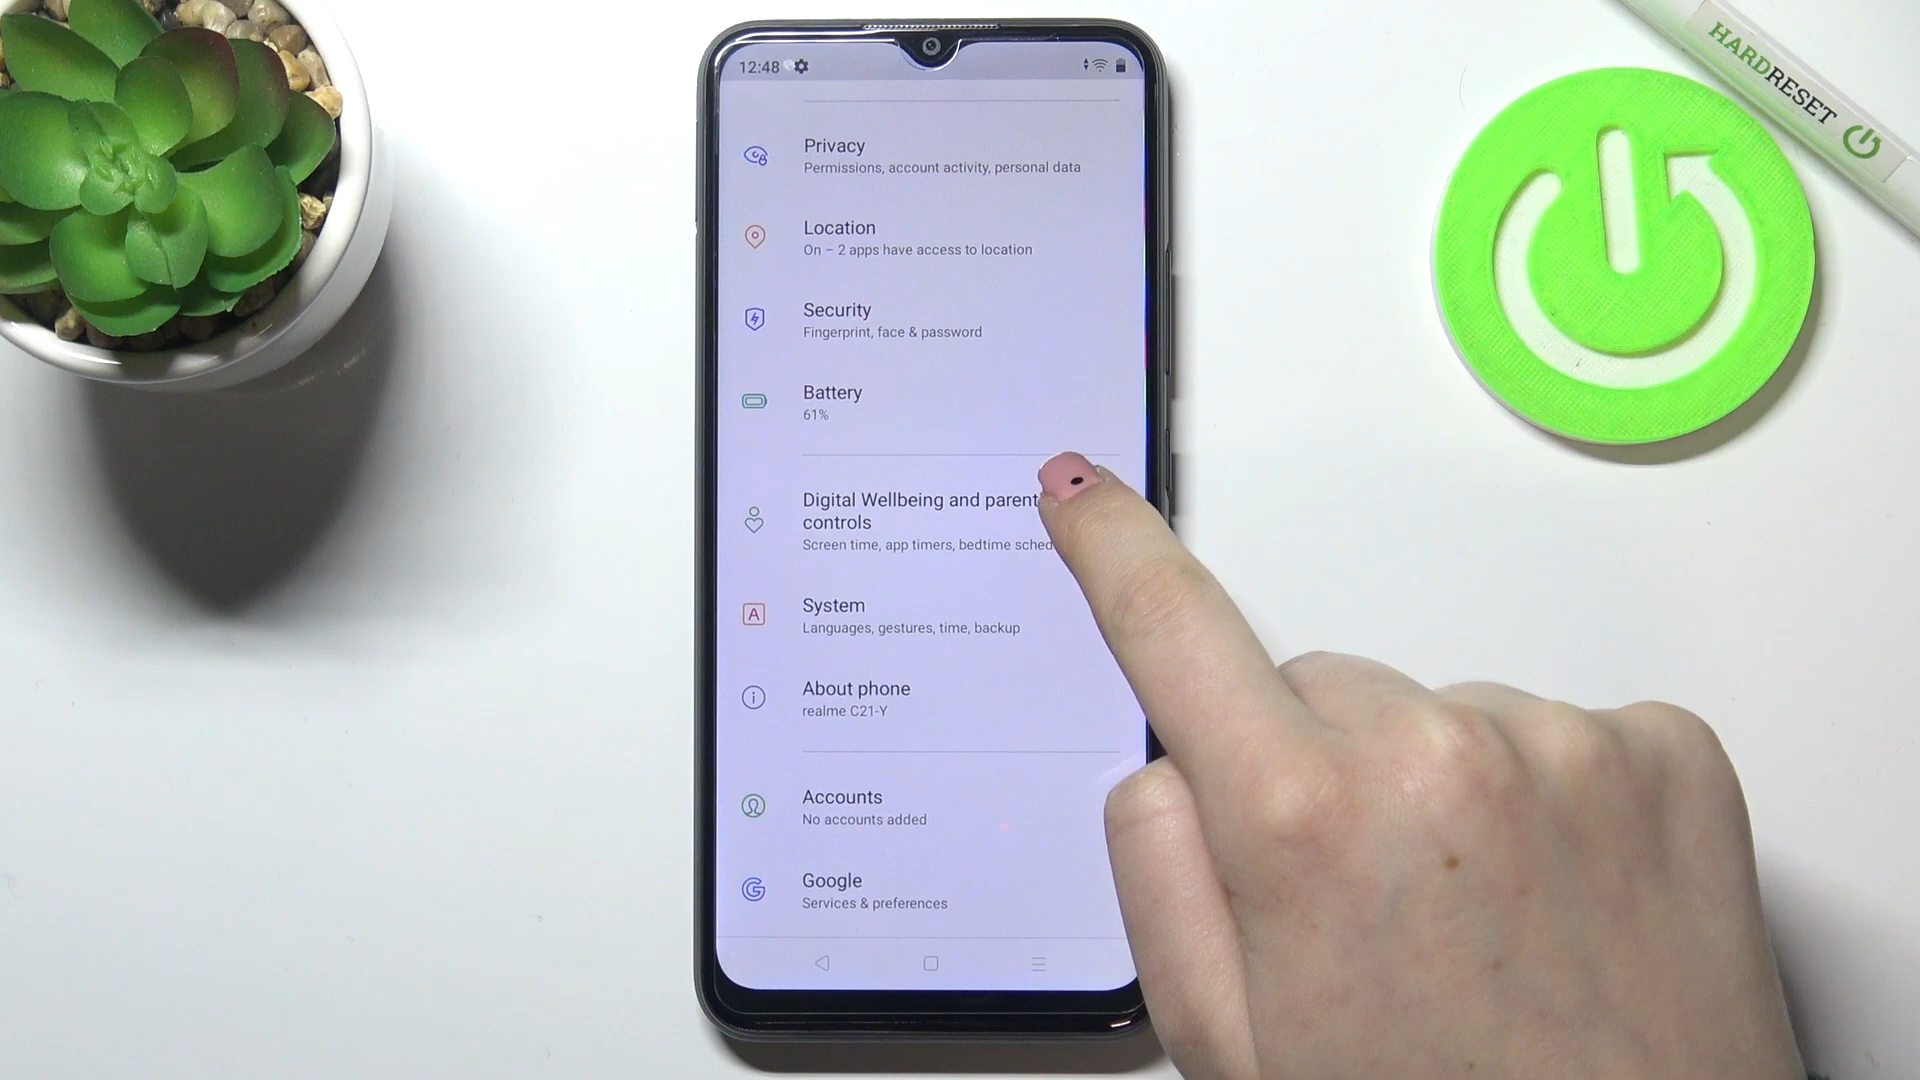 12:48
Privacy
Permissions, account activity, personal data
Location
On – 2 apps have access to location
Security
Fingerprint, face & password
Battery
61%
Digital Wellbeing and parent
controls
Screen time, app timers, bedtime sched
System
Languages, gestures, time, backup
About phone
realme C21-Y
Accounts
No accounts added
Google
Services & preferences
HARDRESET